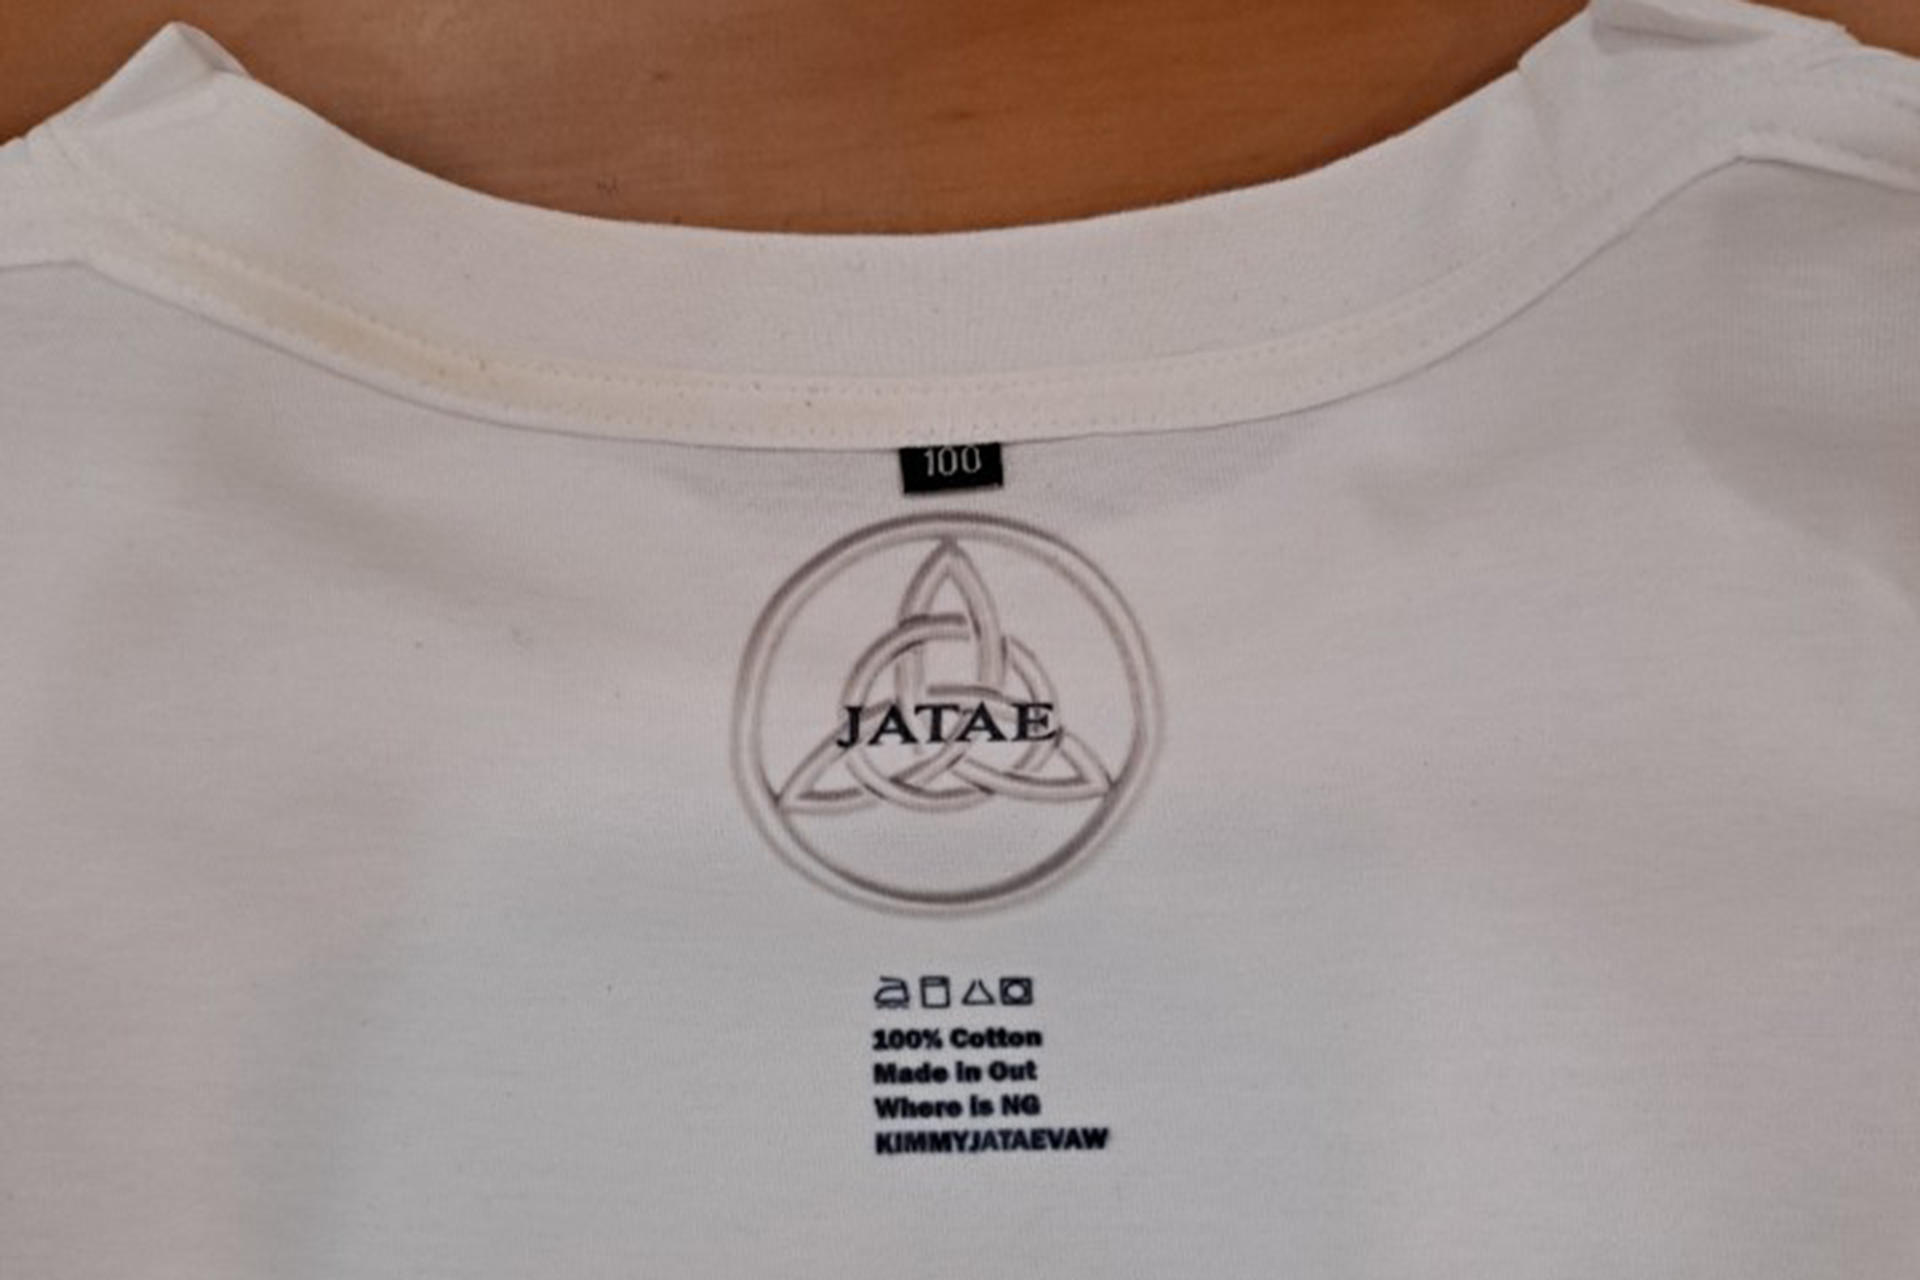 100
JATAE
100% Cotton
Made in Out
Where is NG
KIMMYJATAEVAW